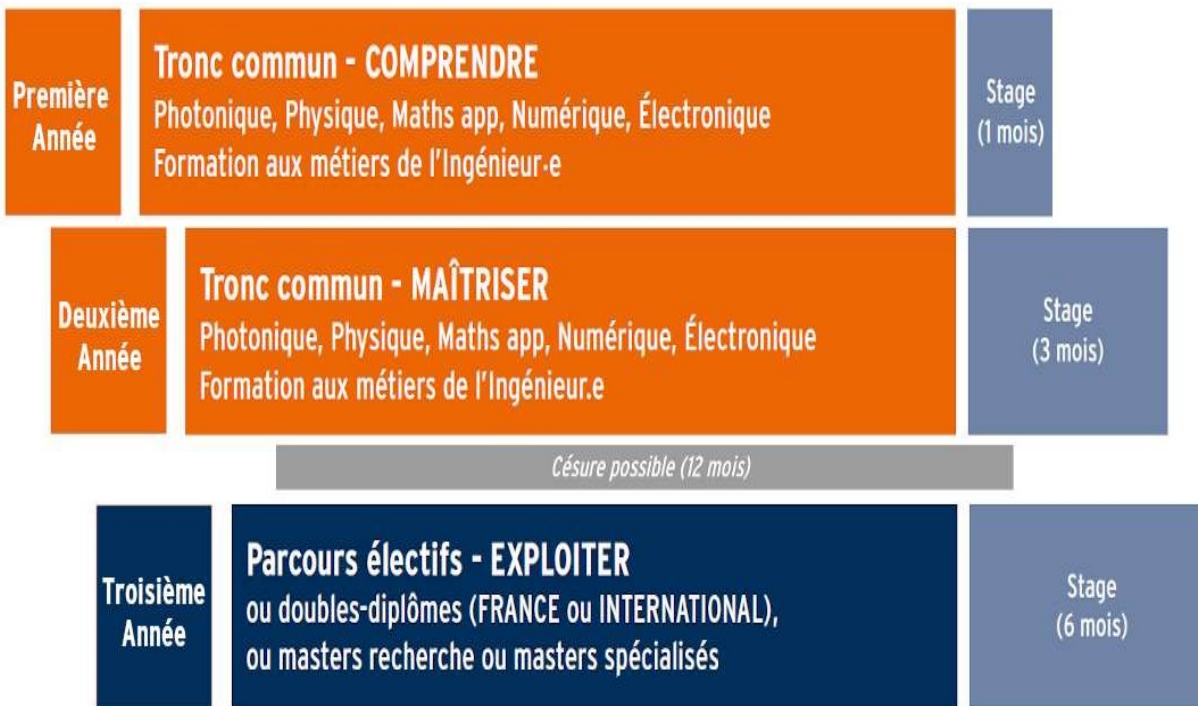 Première
Année
Tronc commun - COMPRENDRE
Photonique, Physique, Maths app, Numérique, Électronique
Formation aux métiers de l'Ingénieur·e
Stage
(1 mois)
Deuxième
Année
Tronc commun - MAÎTRISER
Photonique, Physique, Maths app, Numérique, Électronique
Formation aux métiers de l'Ingénieur.e
Stage
(3 mois)
Césure possible (12 mois)
Troisième
Année
Parcours électifs - EXPLOITER
ou doubles-diplômes (FRANCE ou INTERNATIONAL),
ou masters recherche ou masters spécialisés
Stage
(6 mois)